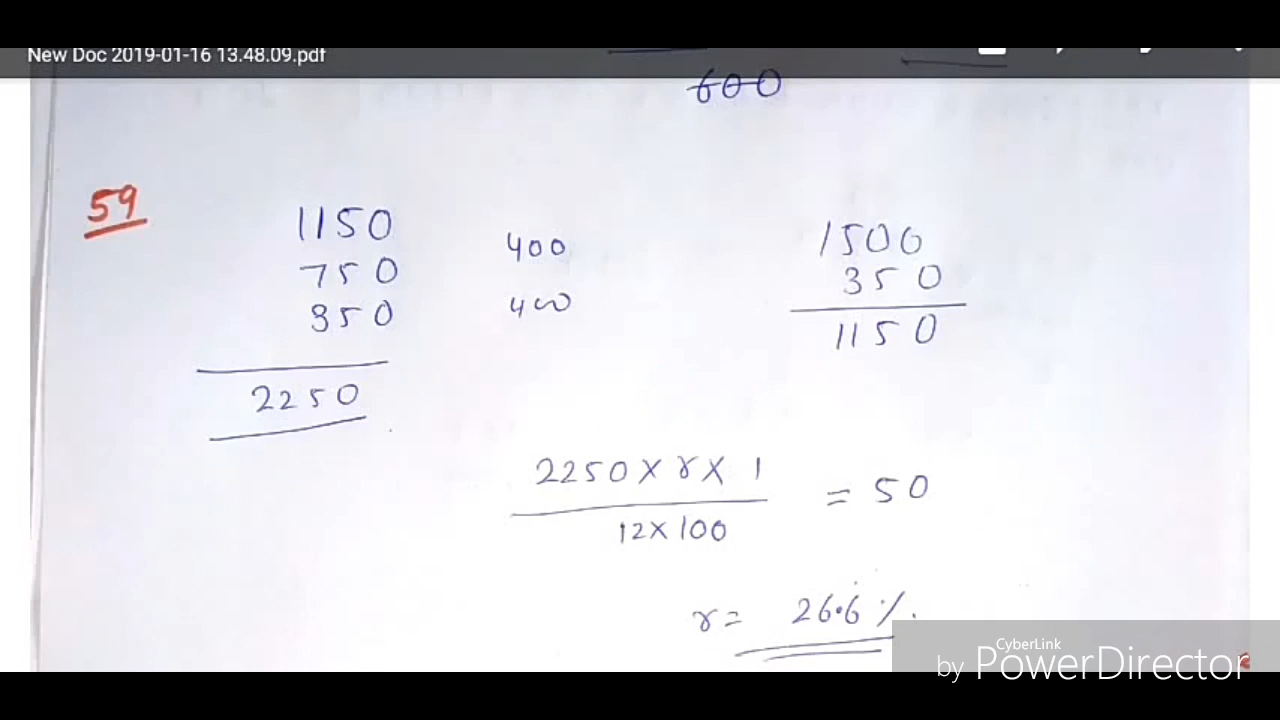 New Doc 2019-01-16 13.48.09.pdf
600
59
1150
750
350
2250
400
400
1500
350
1150
2250 × r × 1
12 × 100
= 50
r = 26.6̇ %.
CyberLink
by PowerDirector